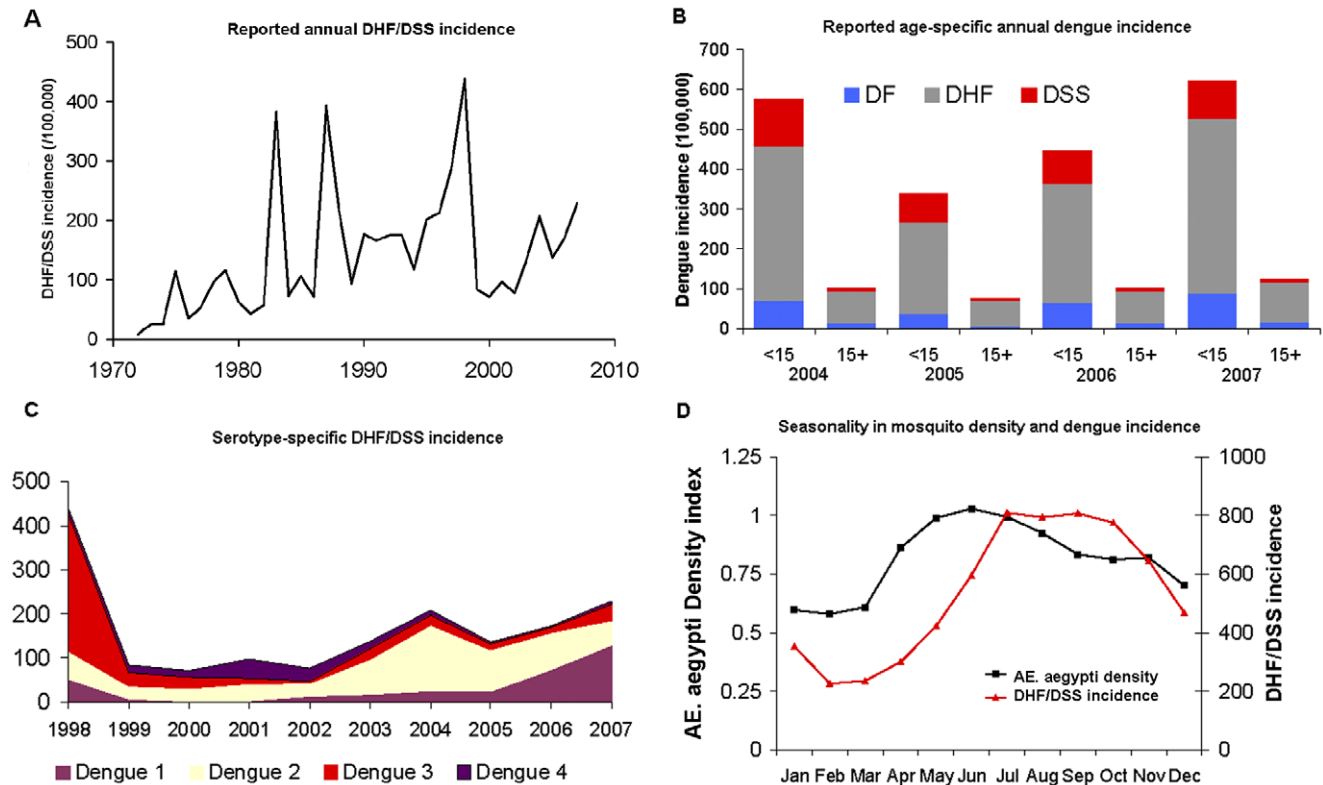 A
Reported annual DHF/DSS incidence
DHF/DSS incidence (/100,000)
500
400
300
200
100
0
1970 1980 1990 2000 2010
B
Reported age-specific annual dengue incidence
Dengue incidence (100,000)
700
600
500
400
300
200
100
0
DF DHF DSS
<15 15+ <15 15+ <15 15+ <15 15+
2004 2005 2006 2007
C
Serotype-specific DHF/DSS incidence
500
400
300
200
100
0
1998 1999 2000 2001 2002 2003 2004 2005 2006 2007
Dengue 1 Dengue 2 Dengue 3 Dengue 4
D
Seasonality in mosquito density and dengue incidence
AE. aegypti Density index
1.25
1
0.75
0.5
0.25
0
AE. aegypti density
DHF/DSS incidence
1000
800
600
400
200
0
DHF/DSS incidence
Jan Feb Mar Apr May Jun Jul Aug Sep Oct Nov Dec